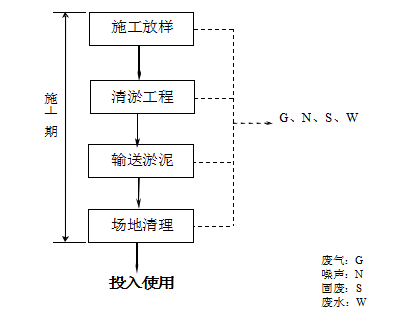 施工放样
清淤工程
施工期
G、N、S、W
输送淤泥
场地清理
投入使用
废气：G
噪声：N
固废：S
废水：W